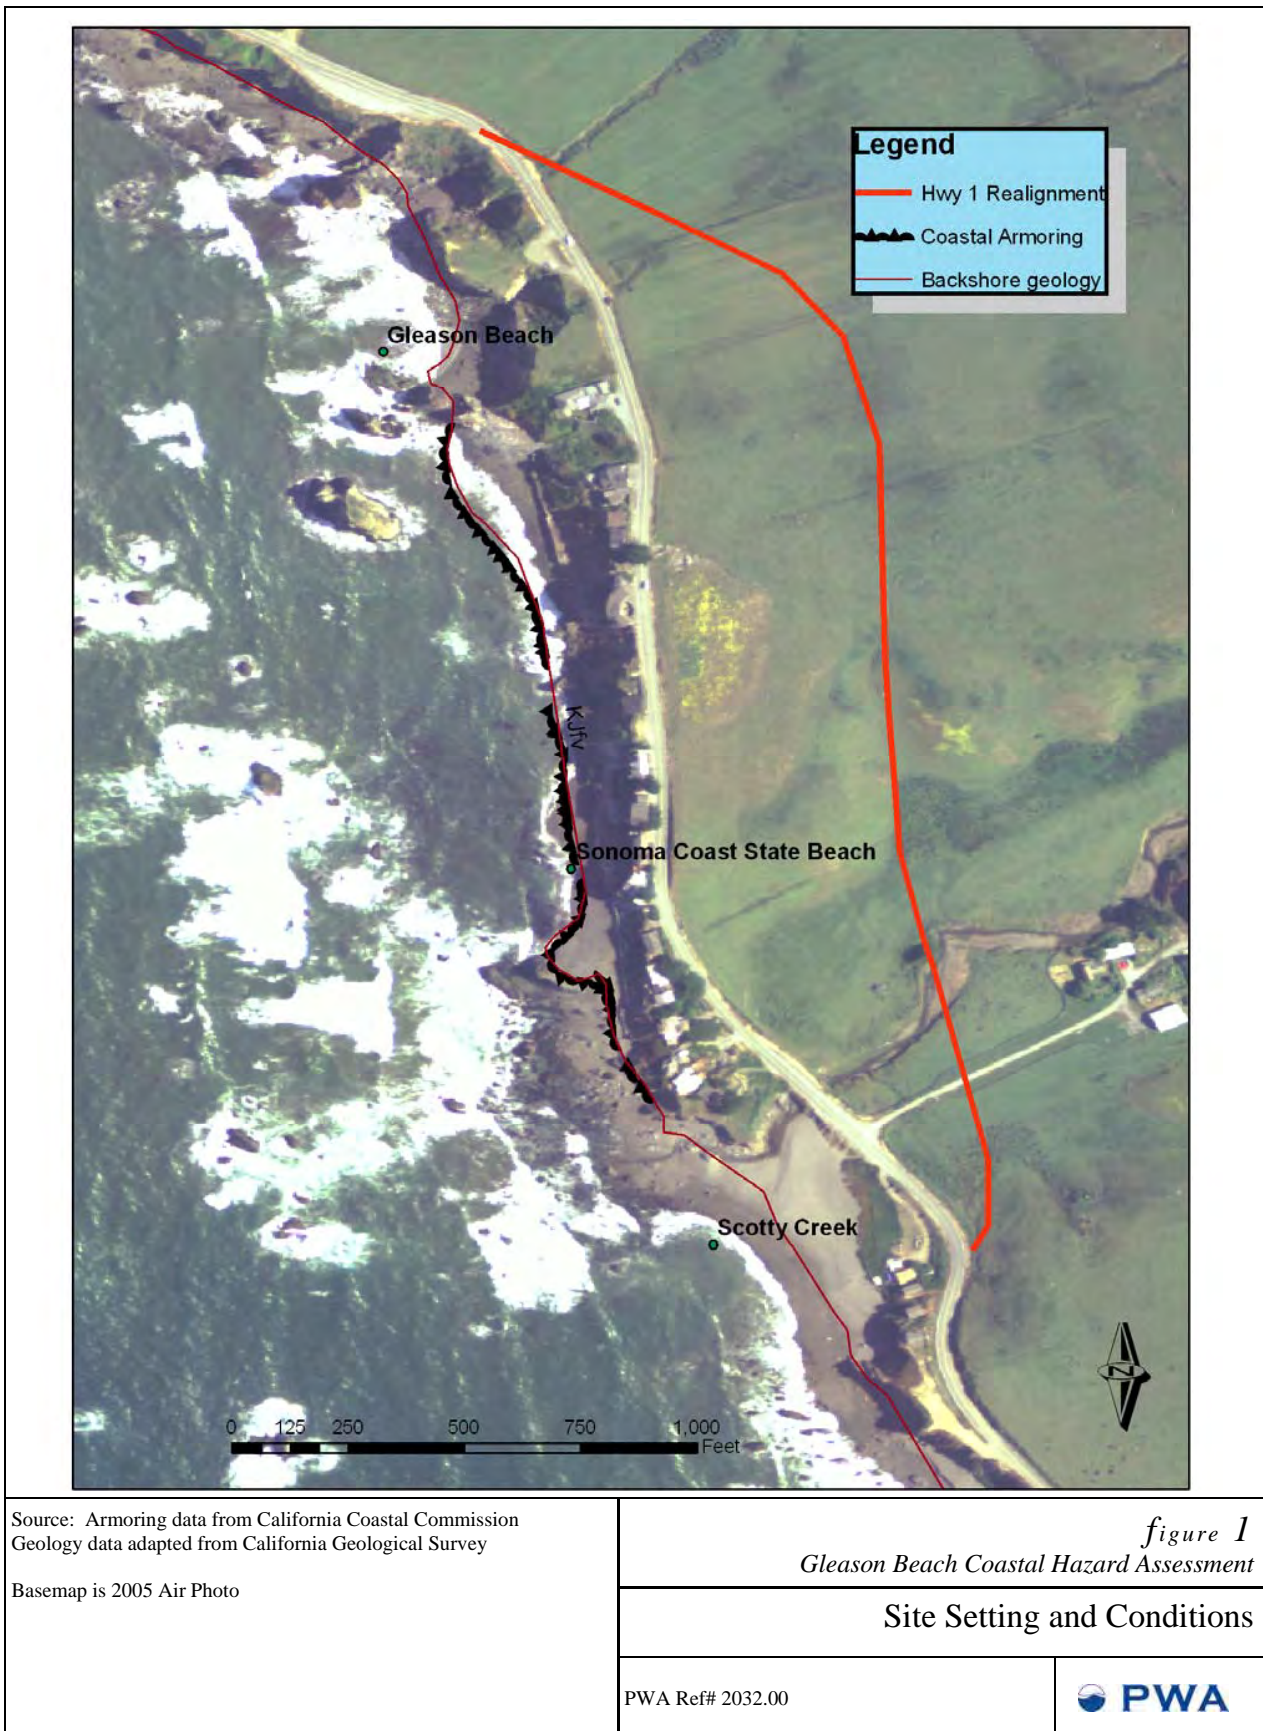 Legend
Hwy 1 Realignment
Coastal Armoring
Backshore geology
Gleason Beach
KJfv
Sonoma Coast State Beach
Scotty Creek
N
0 125 250 500 750 1,000
Feet
Source: Armoring data from California Coastal Commission
Geology data adapted from California Geological Survey
Basemap is 2005 Air Photo
figure 1
Gleason Beach Coastal Hazard Assessment
Site Setting and Conditions
PWA Ref# 2032.00
PWA